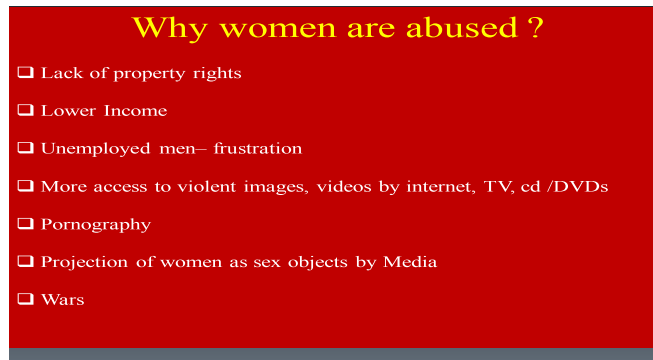 Why women are abused ?
❑ Lack of property rights
❑ Lower Income
❑ Unemployed men– frustration
❑ More access to violent images, videos by internet, TV, cd /DVDs
❑ Pornography
❑ Projection of women as sex objects by Media
❑ Wars